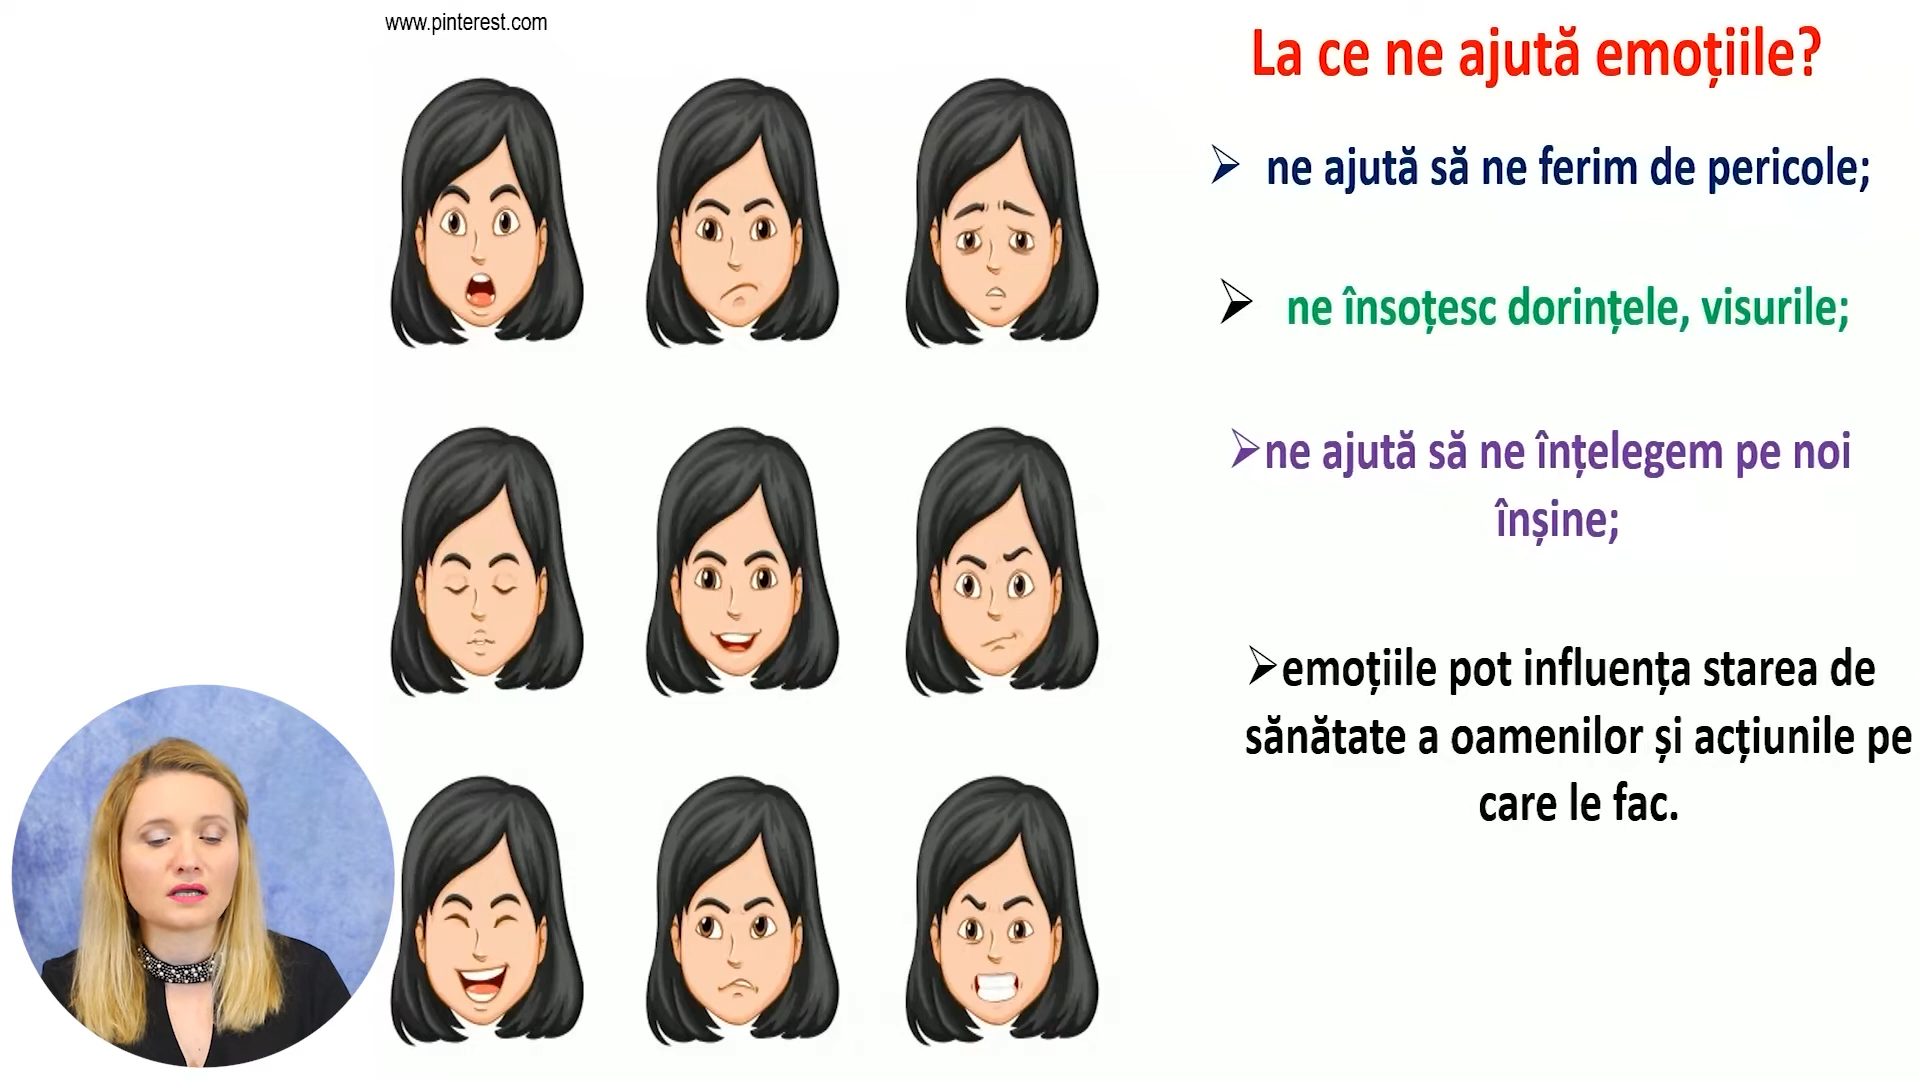 www.pinterest.com
La ce ne ajută emoțiile?
ne ajută să ne ferim de pericole;
ne însoțesc dorințele, visurile;
ne ajută să ne înțelegem pe noi
înșine;
emoțiile pot influența starea de
sănătate a oamenilor și acțiunile pe
care le fac.